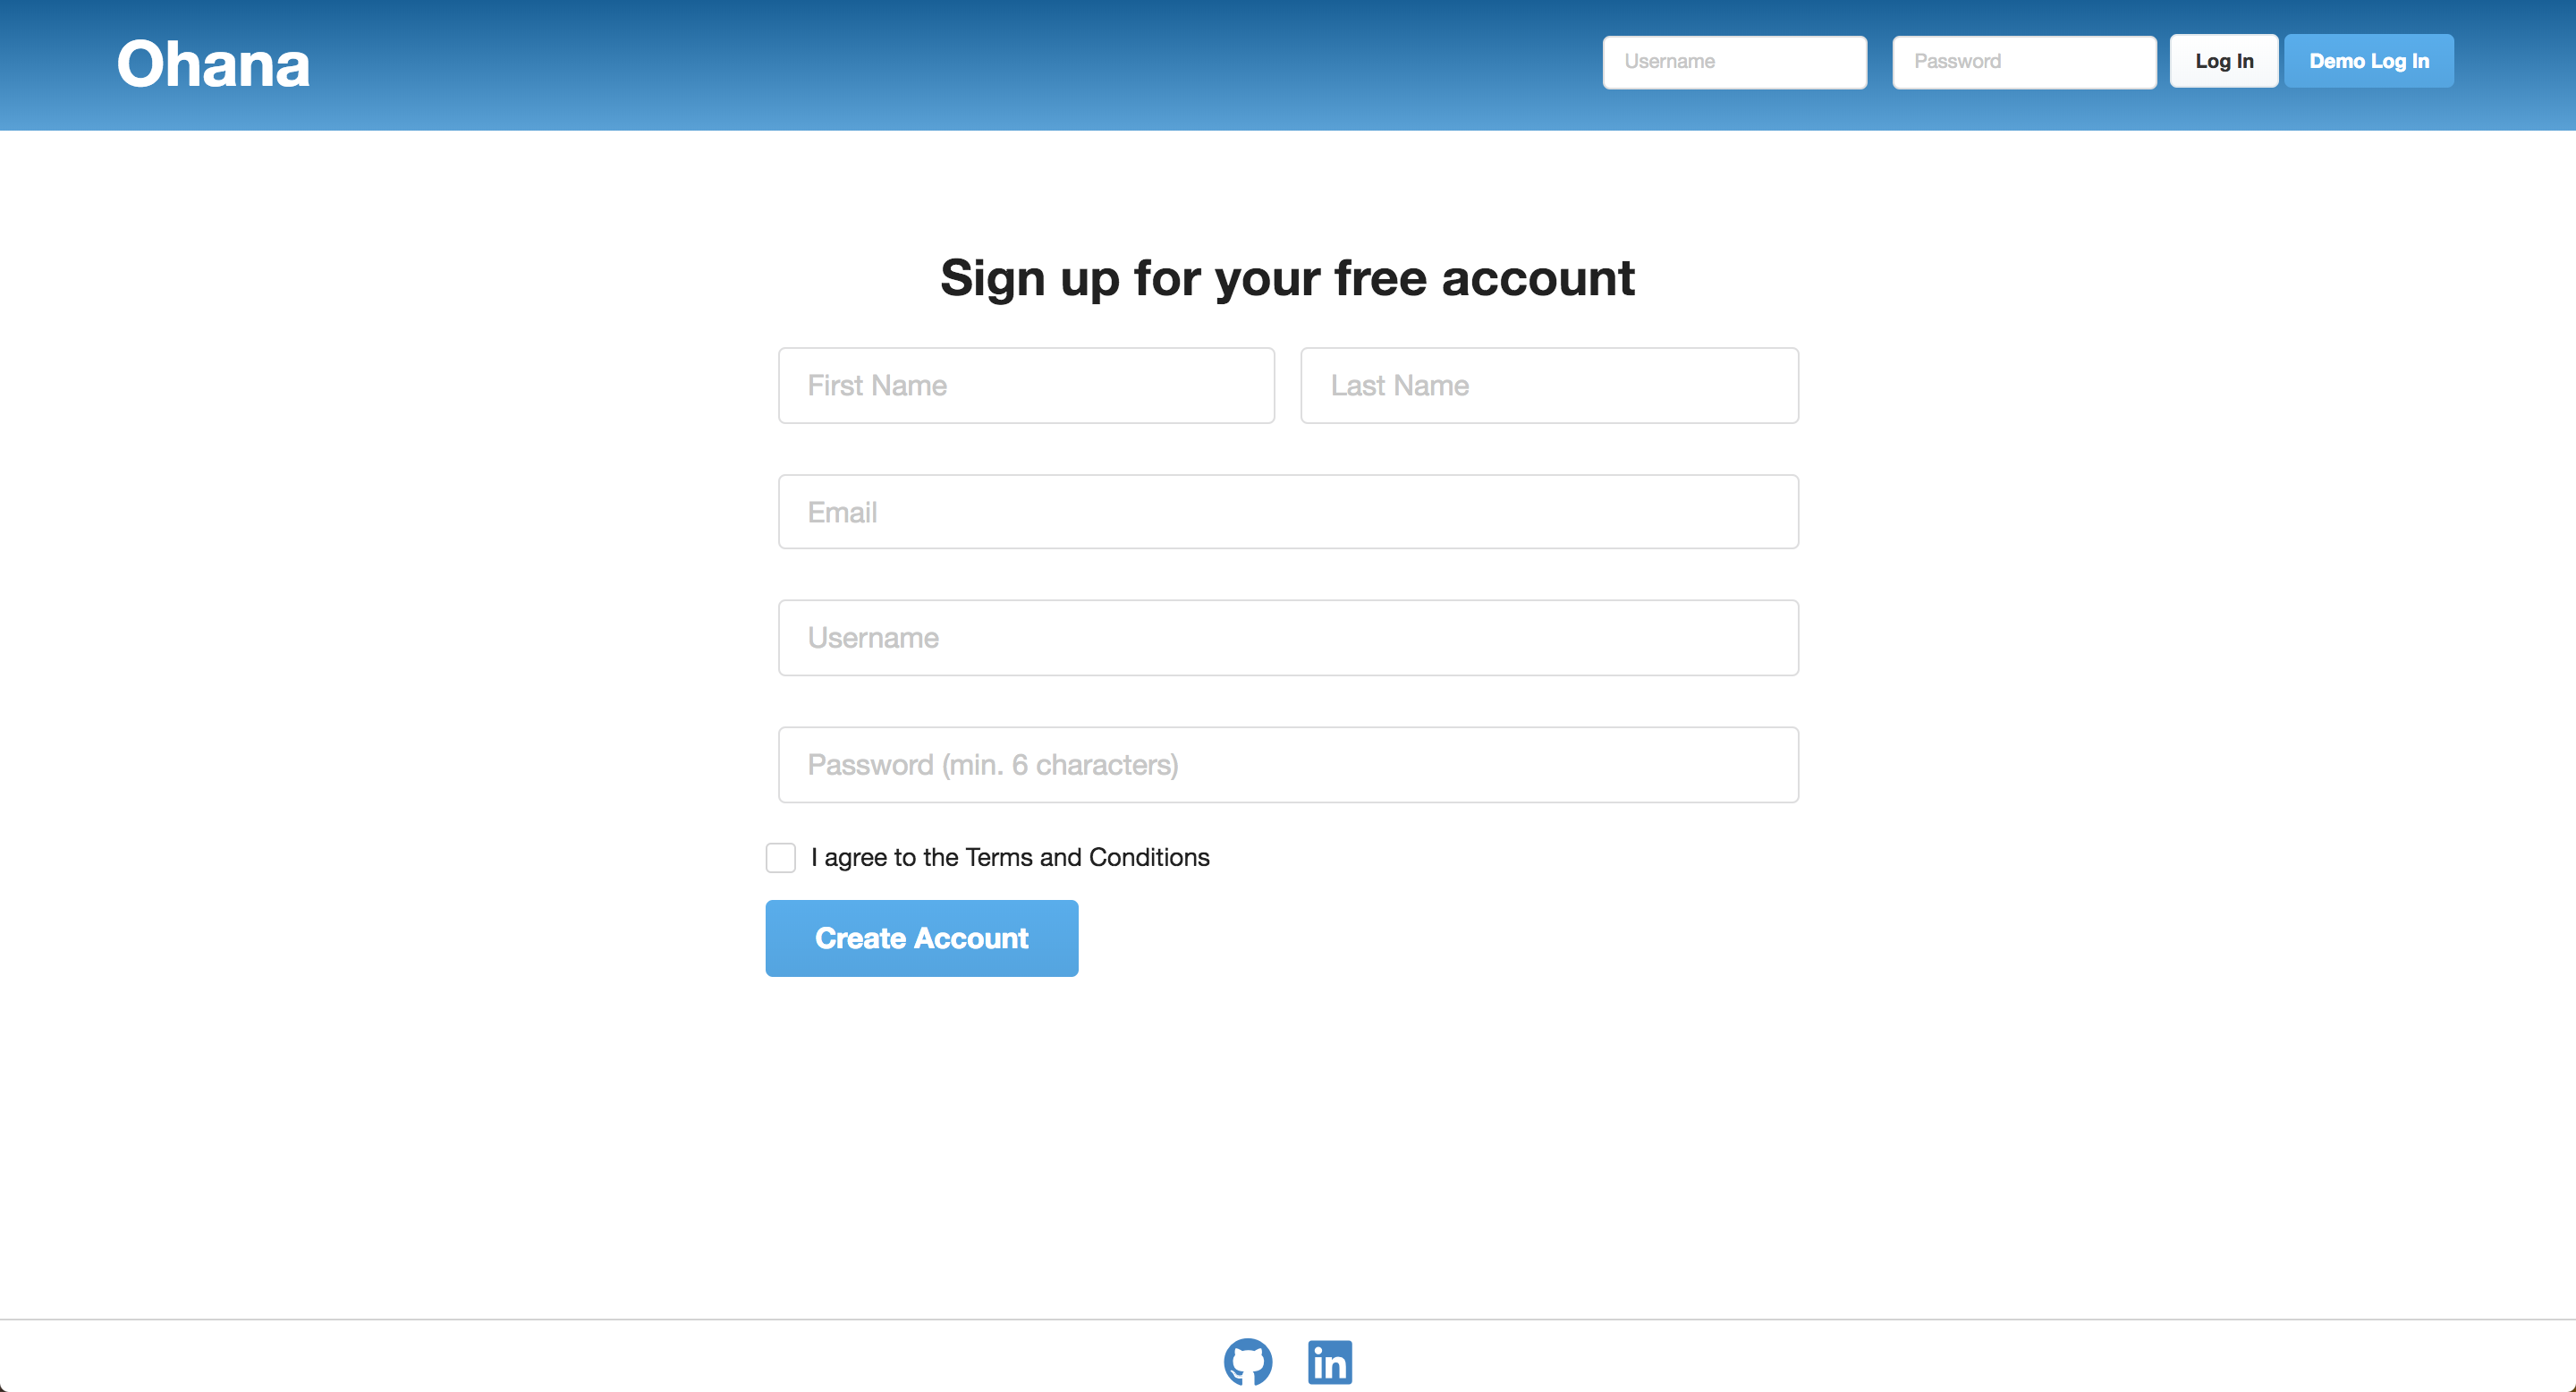 Ohana
Username
Password
Log In
Demo Log In
Sign up for your free account
First Name
Last Name
Email
Username
Password (min. 6 characters)
I agree to the Terms and Conditions
Create Account
in